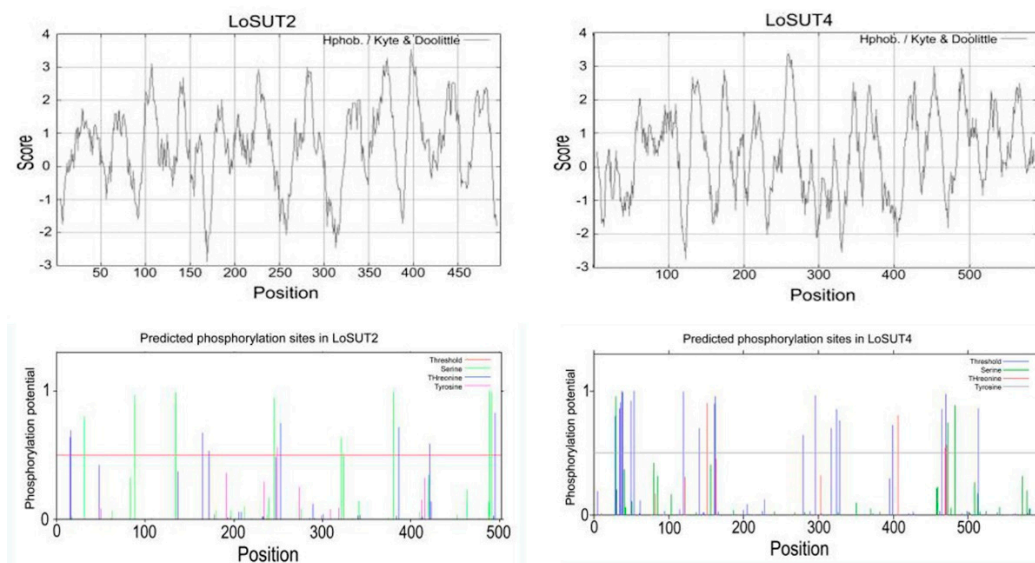 LoSUT2
Hphob. / Kyte & Doolittle
4
3
2
1
0
-1
-2
-3
Score
50 100 150 200 250 300 350 400 450
Position
LoSUT4
Hphob. / Kyte & Doolittle
4
3
2
1
0
-1
-2
-3
Score
100 200 300 400 500
Position
Predicted phosphorylation sites in LoSUT2
Threshold
Serine
THreonine
Tyrosine
1
0
Phosphorylation potential
0 100 200 300 400 500
Position
Predicted phosphorylation sites in LoSUT4
Threshold
Serine
THreonine
Tyrosine
1
0
Phosphorylation potential
0 100 200 300 400 500
Position